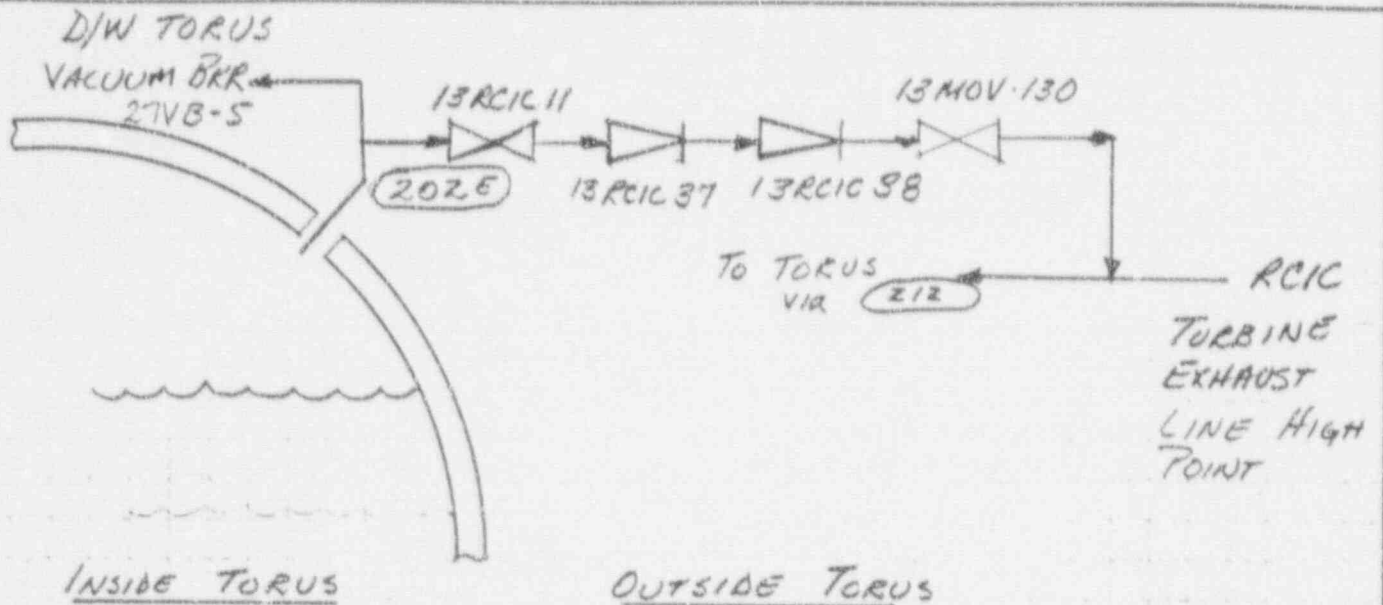 D/W TORUS
VACUUM BKR
27VB-5
13RCIC 11
13MOV-130
202E
13RCIC 37
13RCIC 38
TO TORUS
via
212
RCIC
TURBINE
EXHAUST
LINE HIGH
POINT
INSIDE TORUS
OUTSIDE TORUS